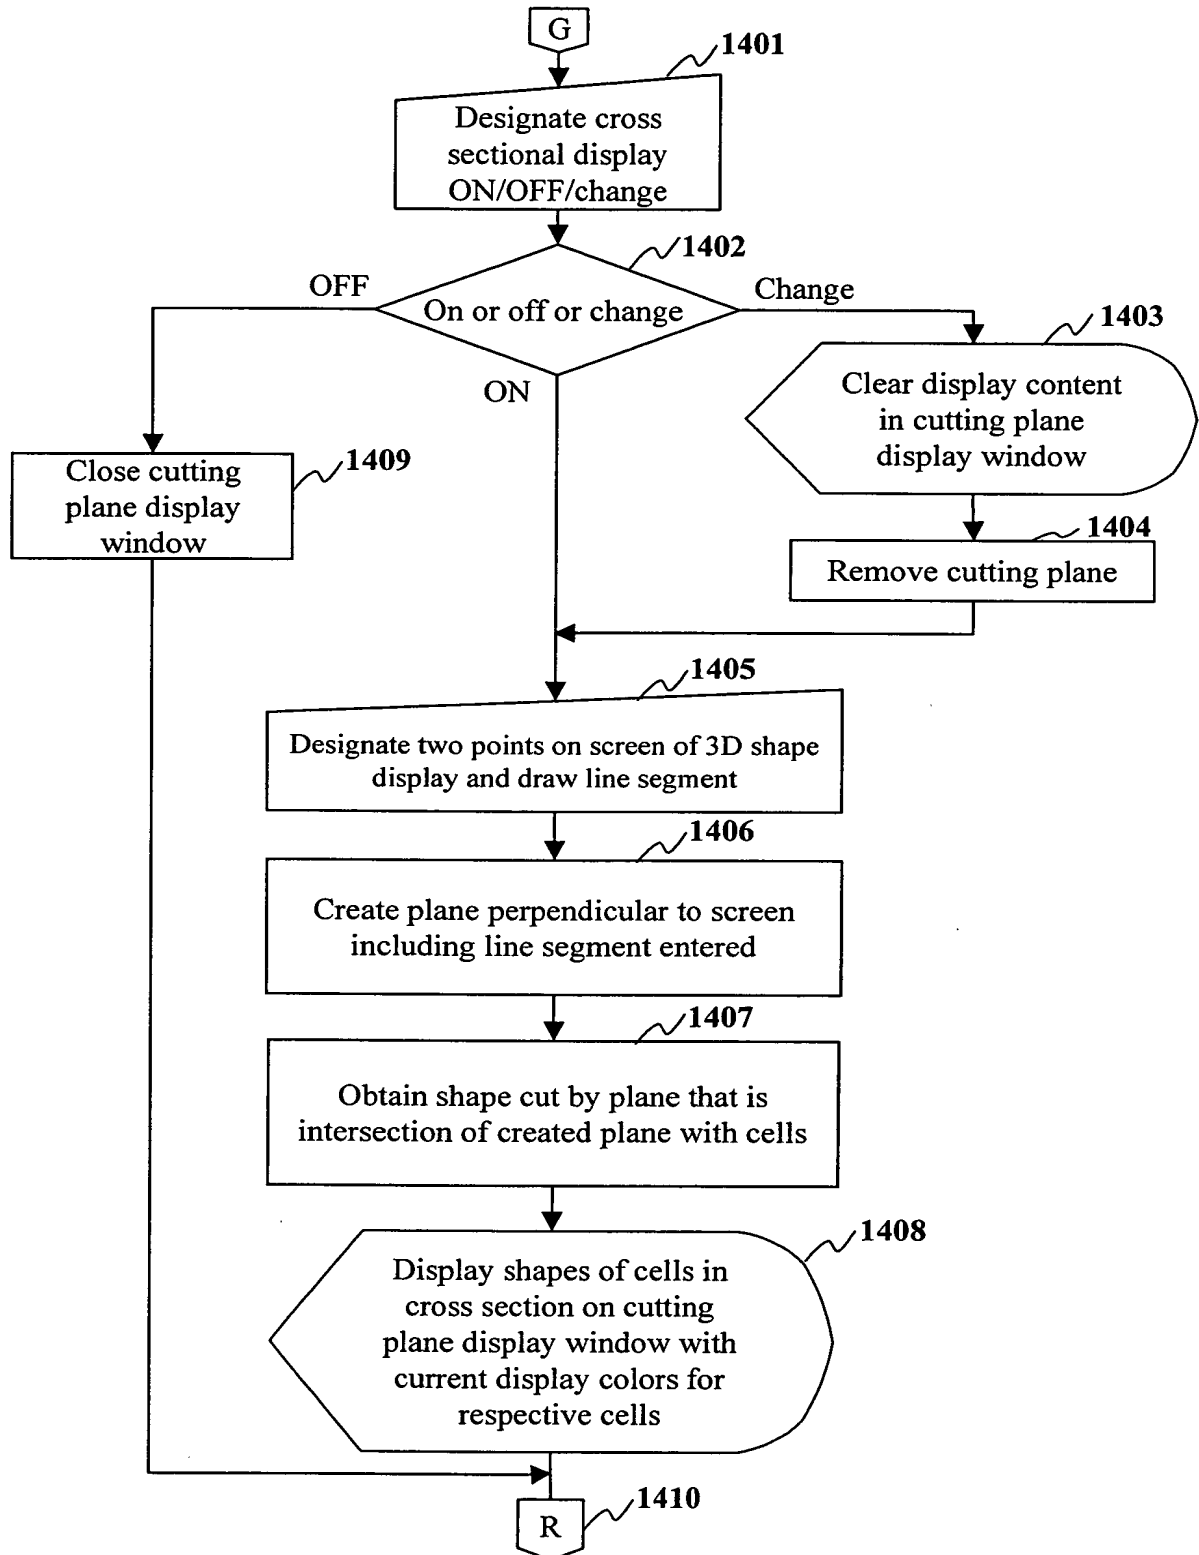 G
1401
Designate cross
sectional display
ON/OFF/change
1402
OFF
On or off or change
Change
ON
1403
Clear display content
in cutting plane
display window
1409
Close cutting
plane display
window
1404
Remove cutting plane
1405
Designate two points on screen of 3D shape
display and draw line segment
1406
Create plane perpendicular to screen
including line segment entered
1407
Obtain shape cut by plane that is
intersection of created plane with cells
1408
Display shapes of cells in
cross section on cutting
plane display window with
current display colors for
respective cells
1410
R